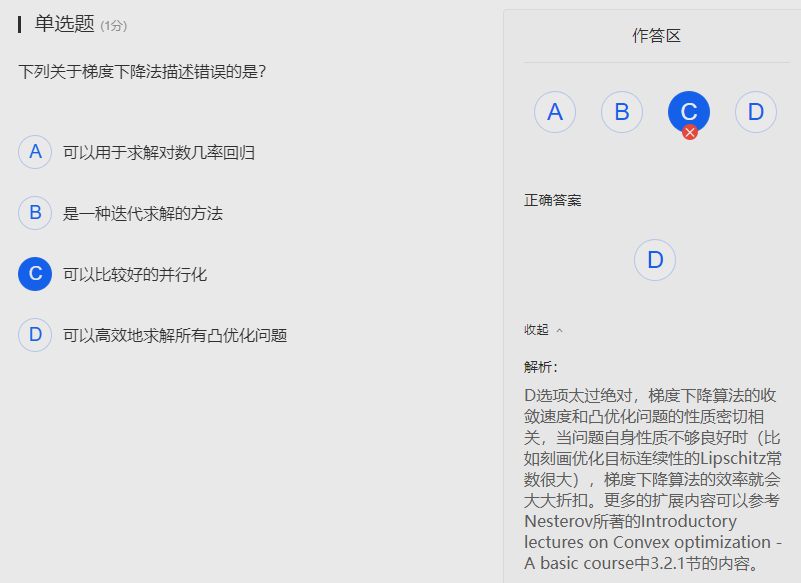 单选题 (1分)
下列关于梯度下降法描述错误的是?
A 可以用于求解对数几率回归
B 是一种迭代求解的方法
C 可以比较好的并行化
D 可以高效地求解所有凸优化问题
作答区
A B C D
正确答案
D
收起
解析:
D选项太过绝对，梯度下降算法的收
敛速度和凸优化问题的性质密切相
关，当问题自身性质不够良好时（比
如刻画优化目标连续性的Lipschitz常
数很大），梯度下降算法的效率就会
大大折扣。更多的扩展内容可以参考
Nesterov所著的Introductory
lectures on Convex optimization -
A basic course中3.2.1节的内容。